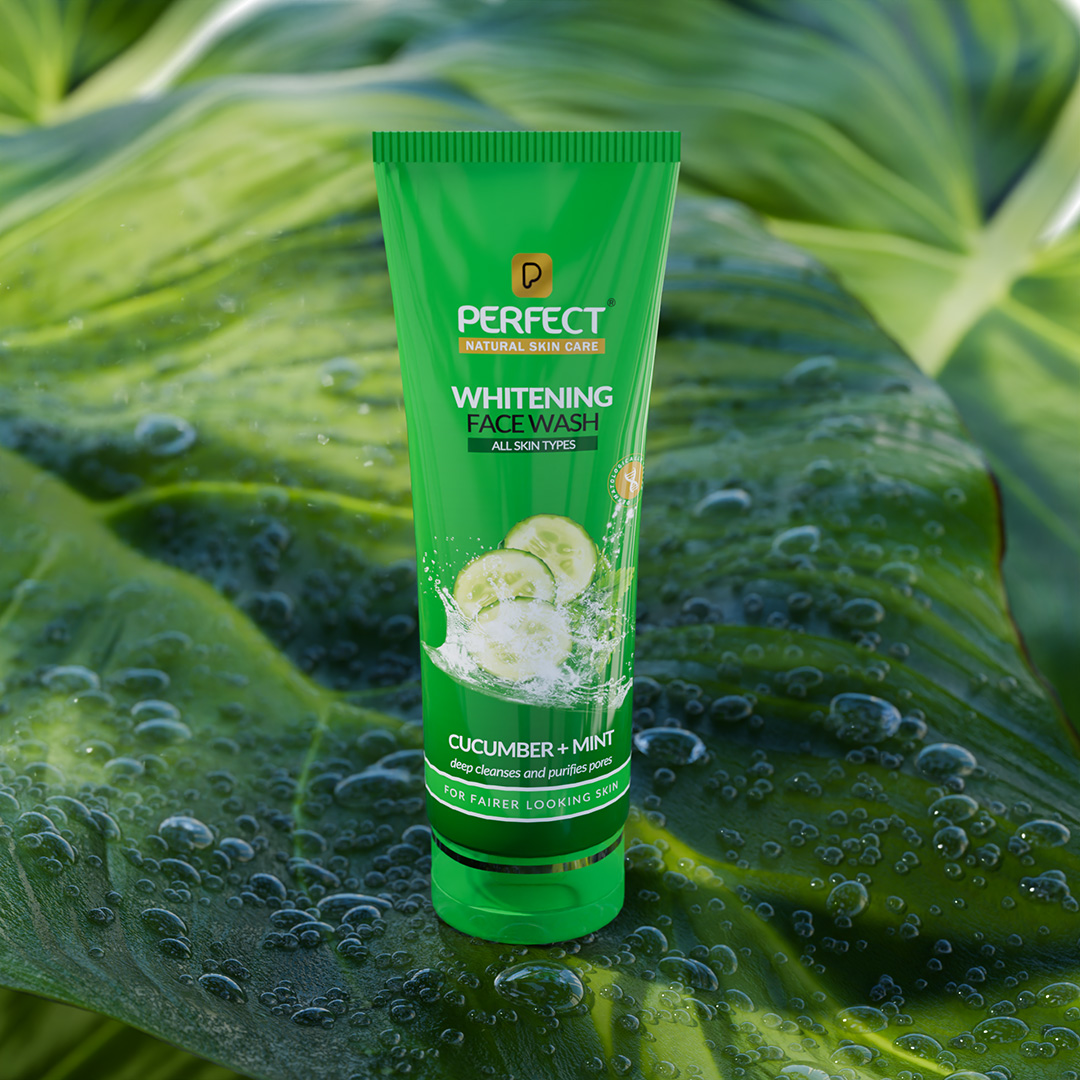 PERFECT®
NATURAL SKIN CARE
WHITENING
FACE WASH
ALL SKIN TYPES
CUCUMBER + MINT
deep cleanses and purifies pores
FOR FAIRER LOOKING SKIN